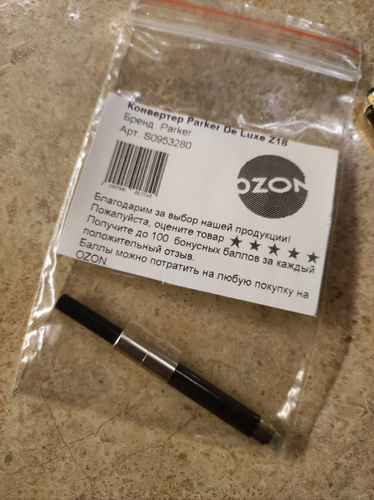 Конвертер Parker De Luxe Z18
Бренд Parker
Арт S0953280
OZON
Благодарим за выбор нашей продукции!
Пожалуйста, оцените товар ★★★★★
Получите до 100 бонусных баллов за каждый
положительный отзыв.
Баллы можно потратить на любую покупку на
OZON